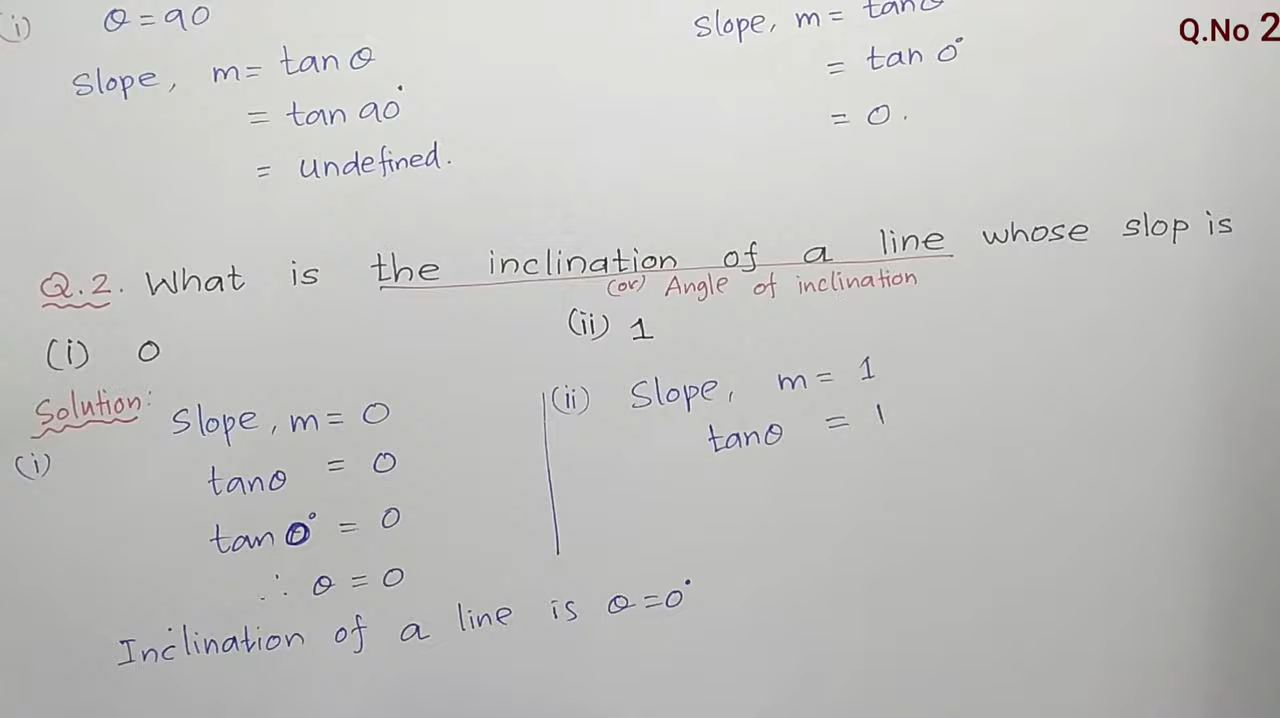 Q.No 2
(i) θ = 90
Slope, m = tan θ
= tan 90°
= undefined.
Slope, m = tan θ
= tan 0°
= 0.
Q.2. What is the inclination of a line whose slop is
(or) Angle of inclination
(i) 0 (ii) 1
Solution:
(i) Slope, m = 0
tan θ = 0
tan 0° = 0
∴ θ = 0
Inclination of a line is θ = 0°
(ii) Slope, m = 1
tan θ = 1